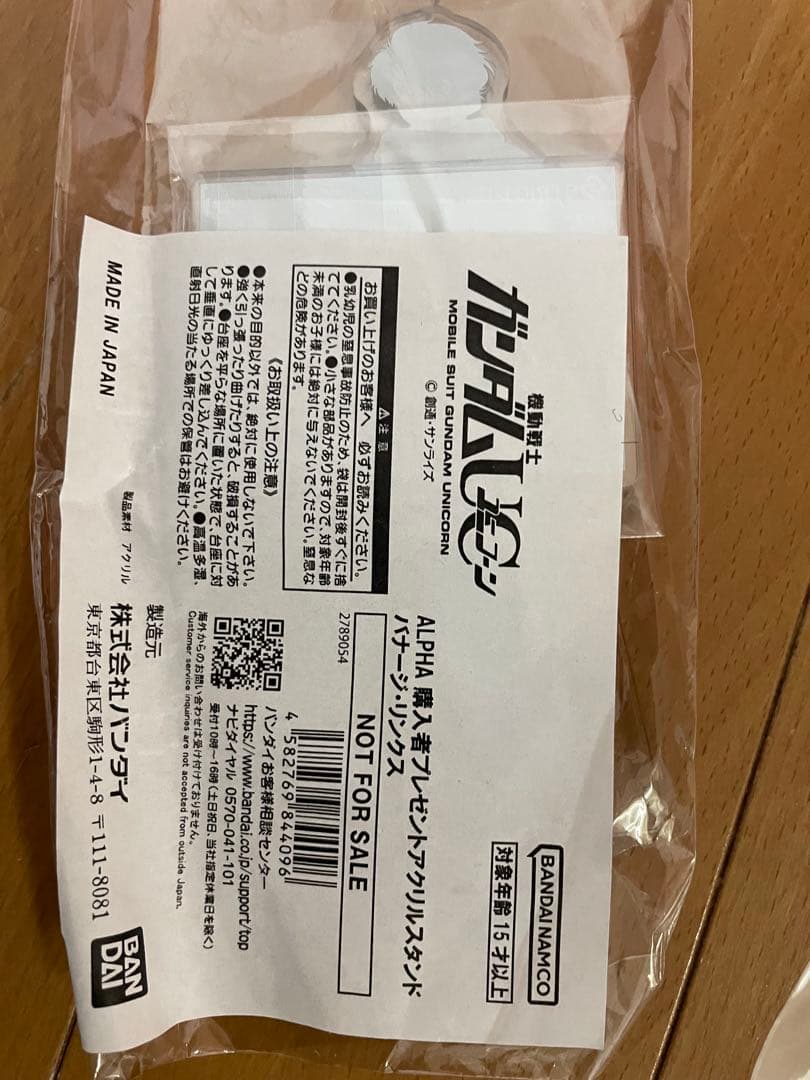 機動戦士
ガンダムUC
ユニコーン
MOBILE SUIT GUNDAM UNICORN
© 創通・サンライズ
⚠注 意
お買い上げのお客様へ 必ずお読みください。
●乳幼児の窒息事故防止のため、袋は開封後すぐに捨
ててください。●小さな部品がありますので、対象年齢
未満のお子様には絶対に与えないでください。窒息な
どの危険があります。
《お取扱い上の注意》
●本来の目的以外では、絶対に使用しないで下さい。
●強く引っ張ったり曲げたりすると、破損することがあ
ります。●台座を平らな場所に置いた状態で、台座に対
して垂直にゆっくり差し込んでください。●高温多湿、
直射日光の当たる場所での保管はお避けください。
MADE IN JAPAN
製品素材 アクリル
BANDAI NAMCO
対象年齢 15才以上
ALPHA 購入者プレゼントアクリルスタンド
バナージ・リンクス
NOT FOR SALE
2789054
4 582769 844096
バンダイお客様相談センター
https://www.bandai.co.jp/support/top
ナビダイヤル 0570-041-101
受付10時～16時(土日祝日、当社指定休業日を除く)
海外からのお問い合わせは受け付けておりません。
Customer service inquiries are not accepted from outside Japan.
製造元
株式会社バンダイ
東京都台東区駒形1-4-8 〒111-8081
BAN
DAI